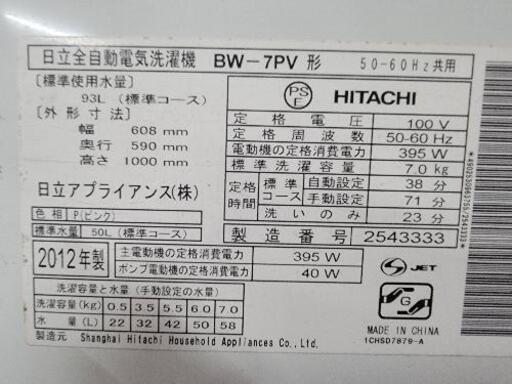 日立全自動電気洗濯機 BW-7PV 形 50-60Hz共用
〔標準使用水量〕
93L (標準コース)
〔外形寸法〕
幅 608 mm
奥行 590 mm
高さ 1000 mm
日立アプライアンス(株)
色相 P(ピンク)
標準水量 50L (標準コース)
PS
E
HITACHI
定格電圧 100 V
定格周波数 50-60 Hz
電動機の定格消費電力 395 W
標準洗濯容量 7.0kg
定格時間 標準コース 自動設定 38 分
手動設定 71 分
洗いのみ 23 分
製造番号 2543333
2012年製
主電動機の定格消費電力 395 W
ポンプ電動機の定格消費電力 40 W
洗濯容量と水量 (手動設定の水量)
洗濯容量(kg) 0.5 3.5 5.5 6.0 7.0
水量(L) 22 32 42 50 58
製造元 Shanghai Hitachi Household Appliances Co.,Ltd.
S JET
G
MADE IN CHINA
1CHSD7879-A